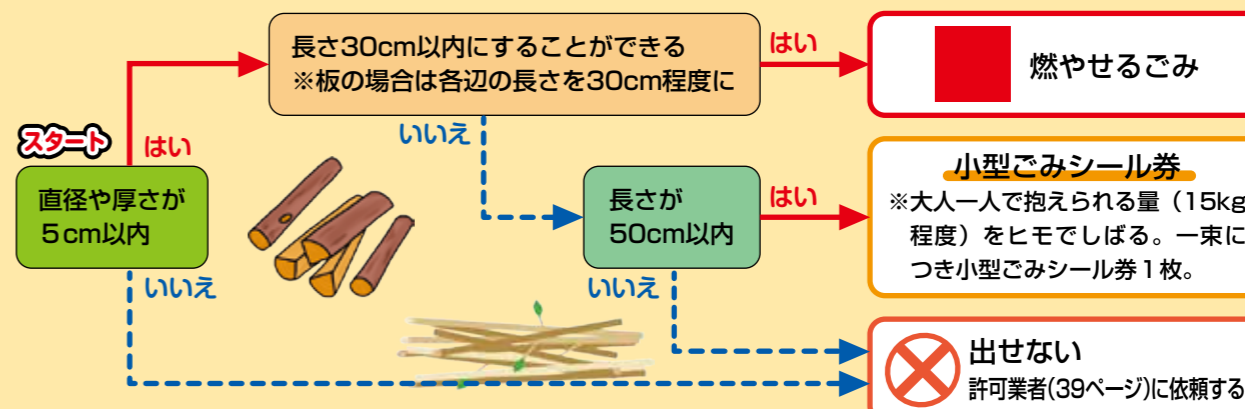 スタート
直径や厚さが
5cm以内
はい
いいえ
長さ30cm以内にすることができる
※板の場合は各辺の長さを30cm程度に
はい
いいえ
燃やせるごみ
長さが
50cm以内
はい
いいえ
小型ごみシール券
※大人一人で抱えられる量（15kg
程度）をヒモでしばる。一束に
つき小型ごみシール券1枚。
出せない
許可業者(39ページ)に依頼する